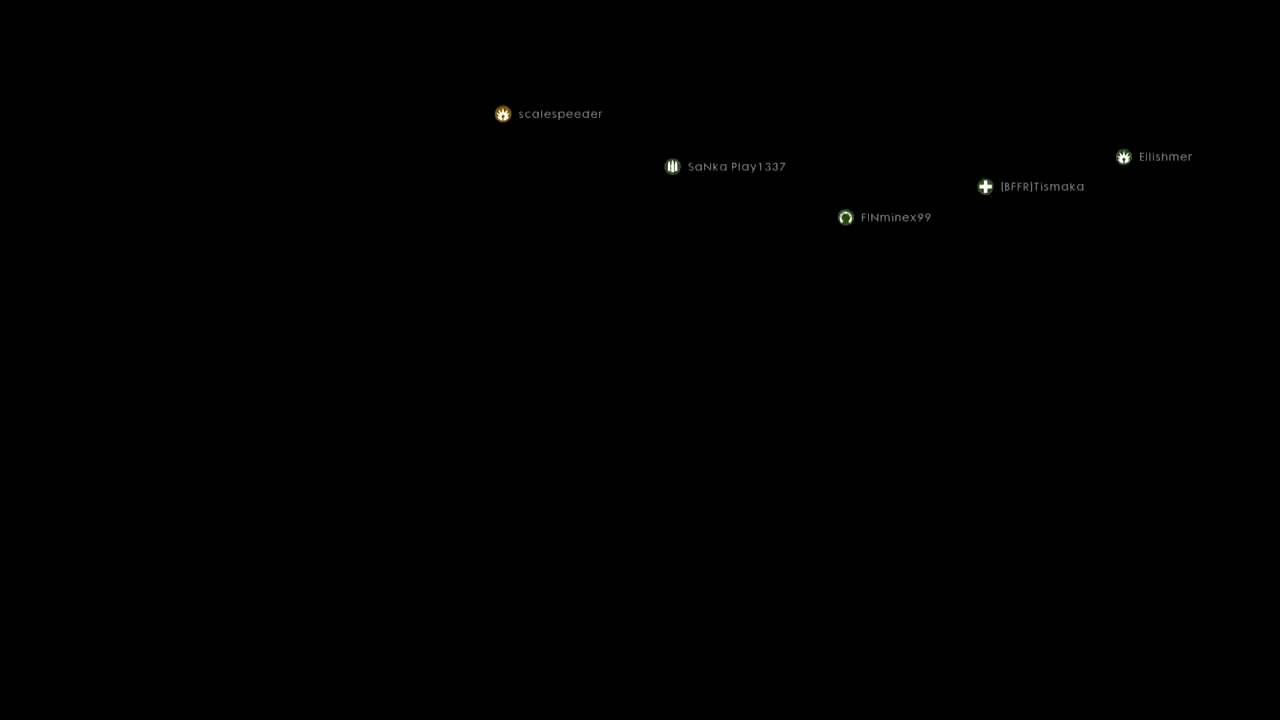 scalespeeder
Eilishmer
SaNka Play1337
[BFFR]Tismaka
FINminex99